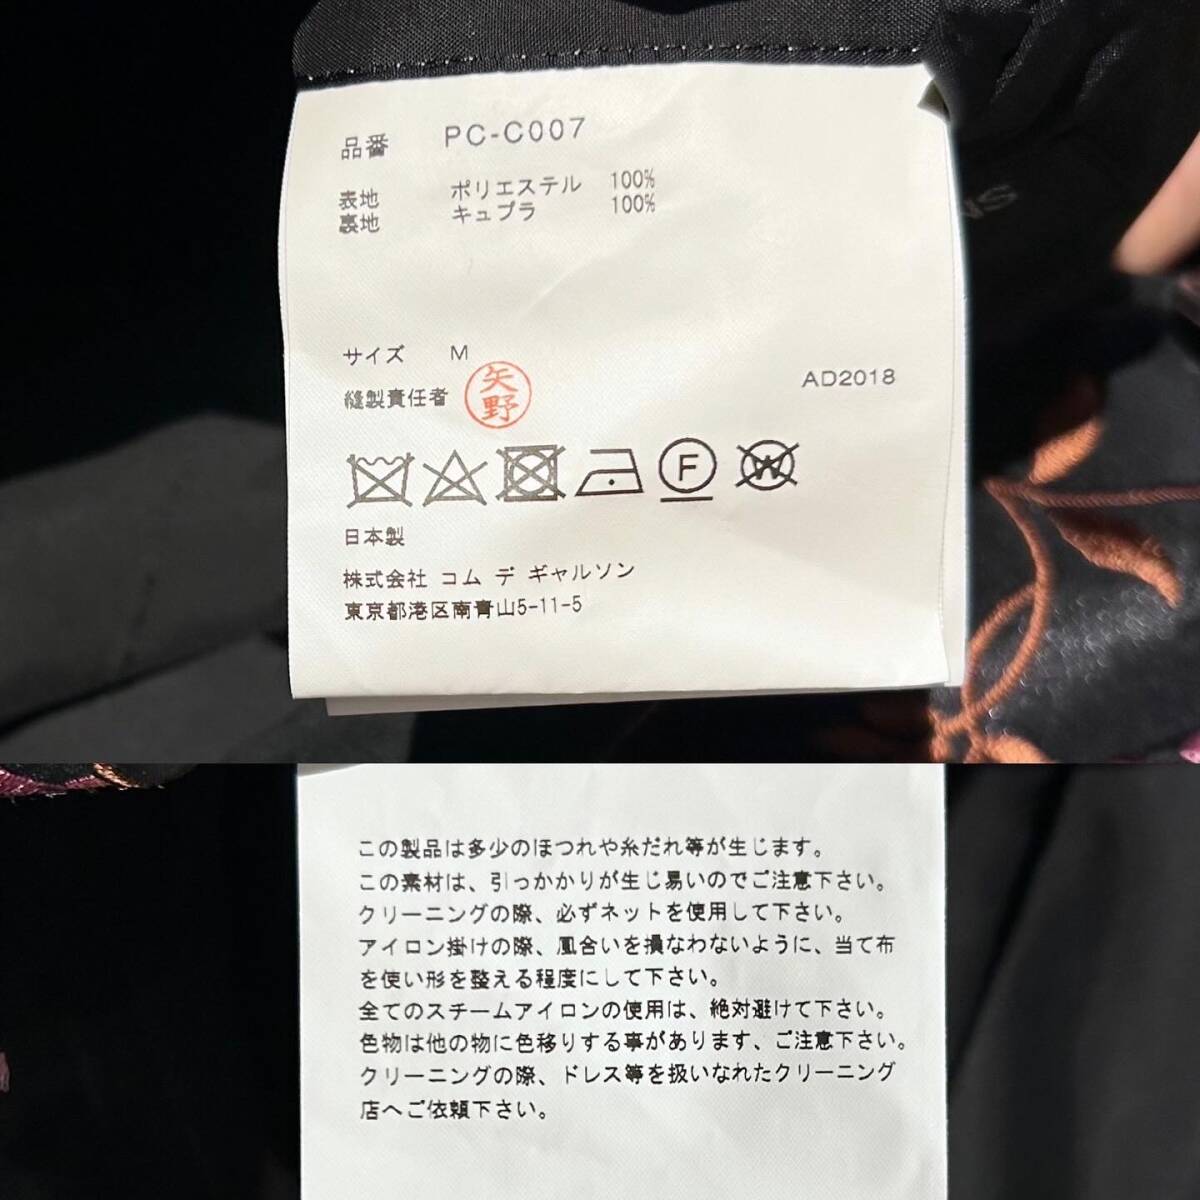 品番 PC-C007
表地 ポリエステル 100%
裏地 キュプラ 100%
サイズ M
縫製責任者 矢野
AD2018
F W
日本製
株式会社 コム デ ギャルソン
東京都港区南青山5-11-5
この製品は多少のほつれや糸だれ等が生じます。
この素材は、引っかかりが生じ易いのでご注意下さい。
クリーニングの際、必ずネットを使用して下さい。
アイロン掛けの際、風合いを損なわないように、当て布
を使い形を整える程度にして下さい。
全てのスチームアイロンの使用は、絶対避けて下さい。
色物は他の物に色移りする事があります、ご注意下さい。
クリーニングの際、ドレス等を扱いなれたクリーニング
店へご依頼下さい。